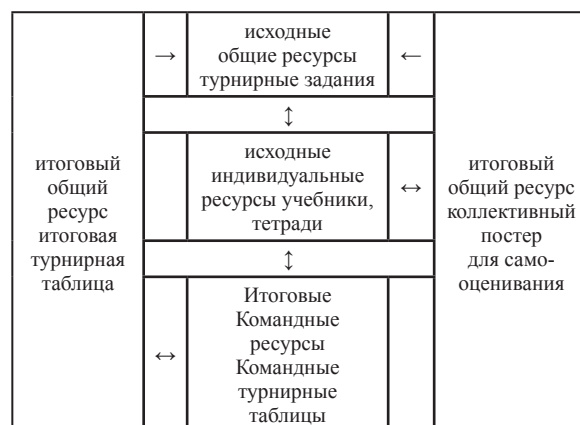 итоговый
общий
ресурс
итоговая
турнирная
таблица
→
исходные
общие ресурсы
турнирные задания
←
↕
исходные
индивидуальные
ресурсы учебники,
тетради
↔
↕
↔
Итоговые
Командные
ресурсы
Командные
турнирные
таблицы
итоговый
общий ресурс
коллективный
постер
для само-
оценивания